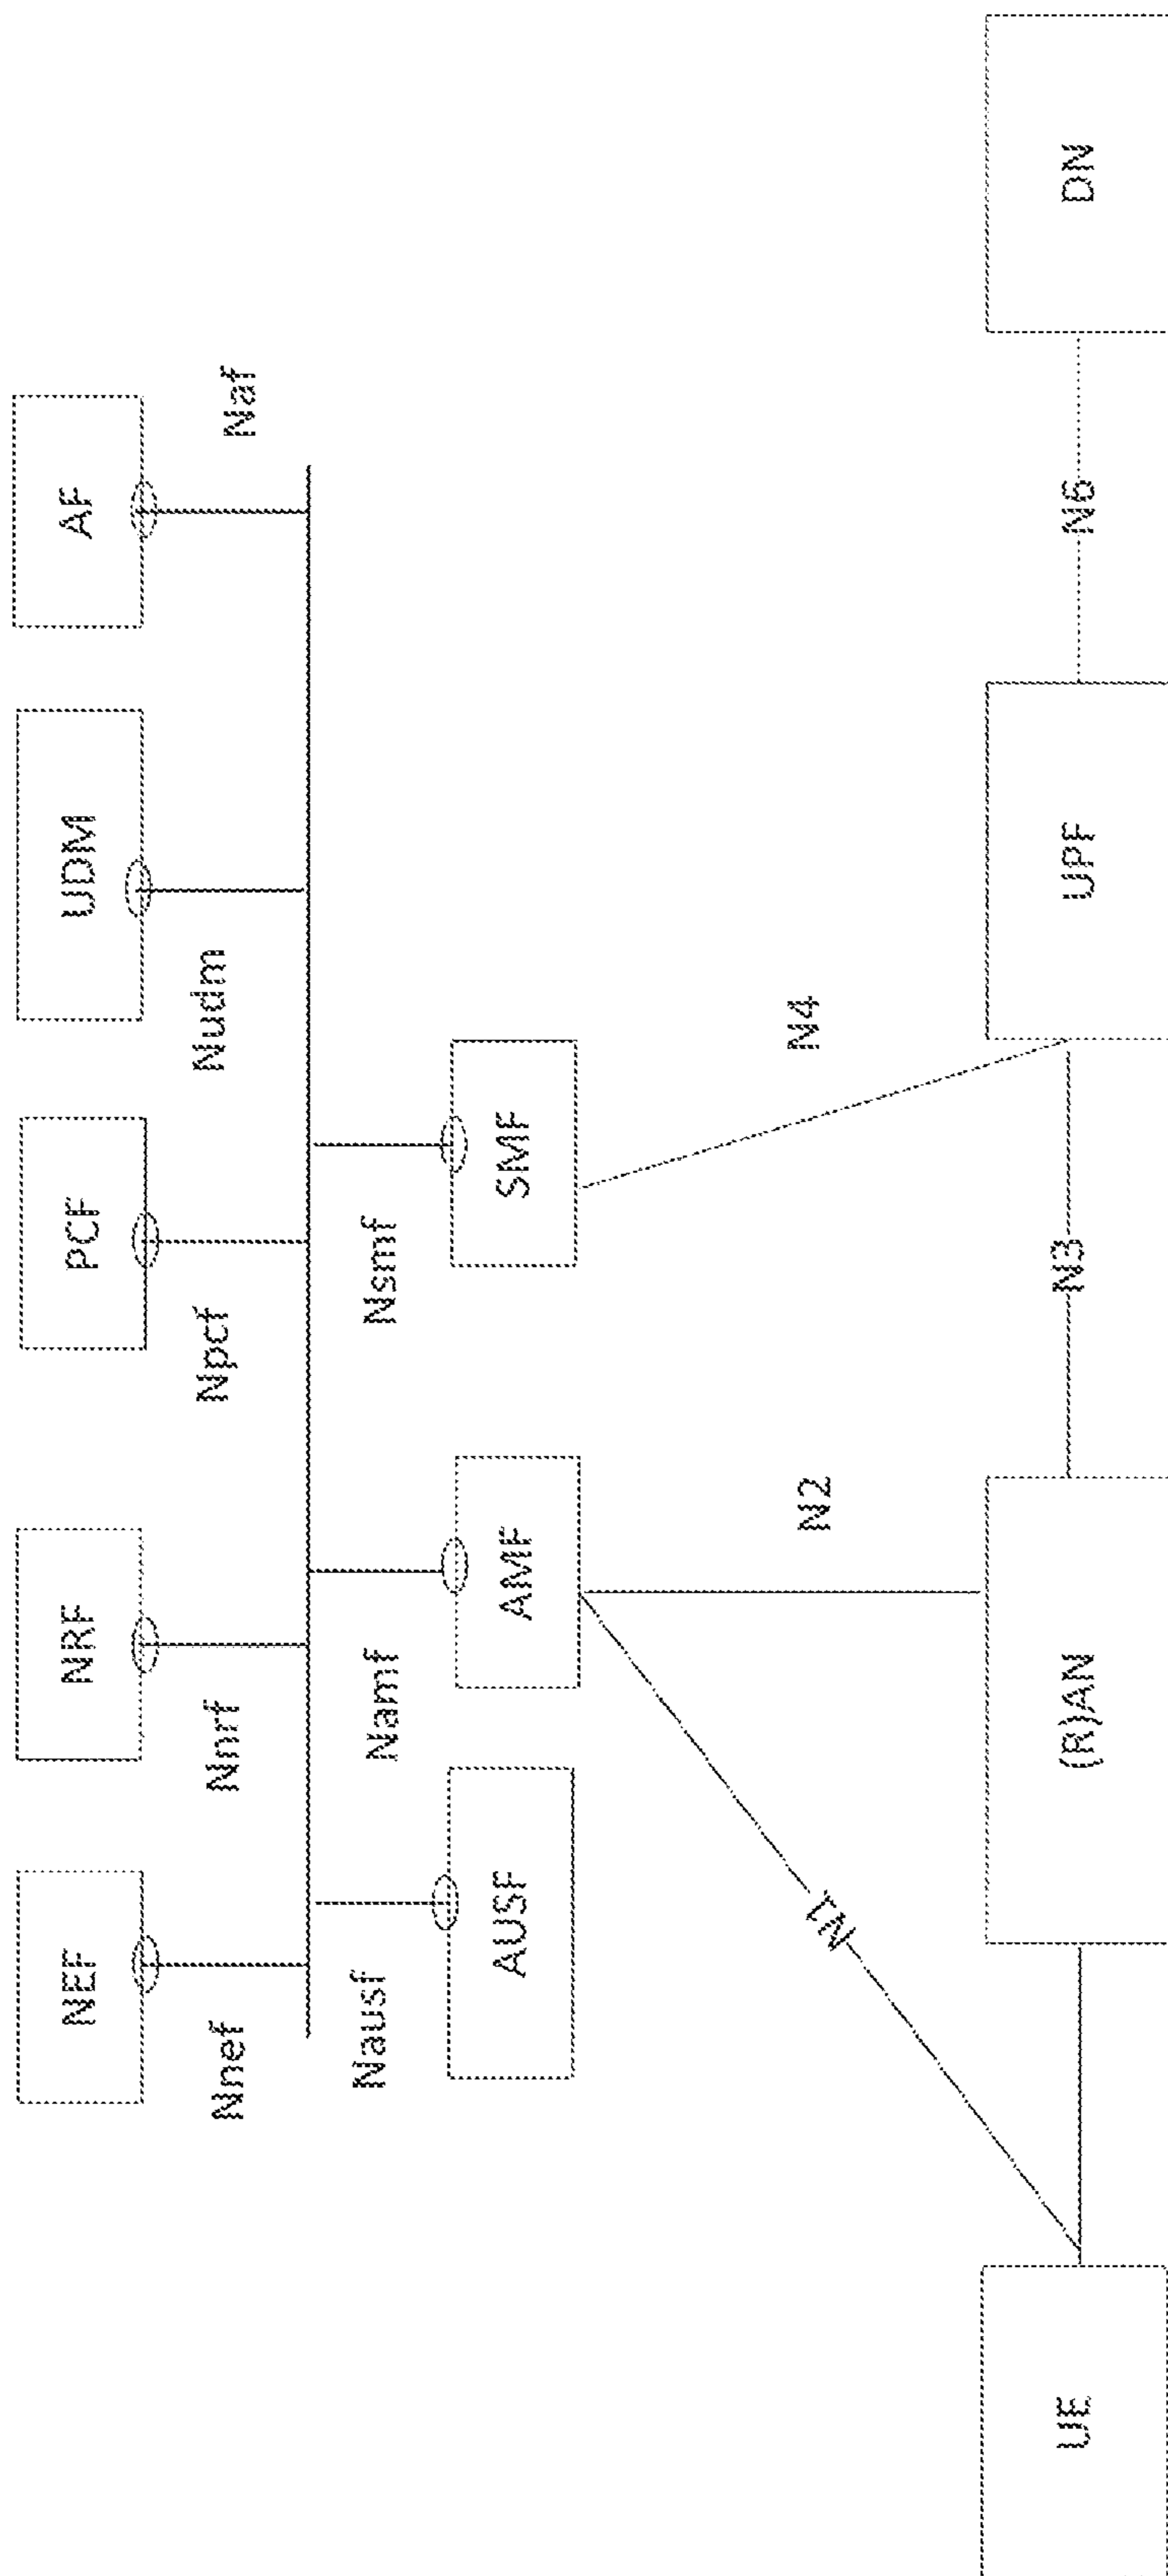 NEF
NRF
PCF
UDM
AF
Nnef
Nnrf
Npcf
Nudm
Naf
Nausf
Namf
Nsmf
AUSF
AMF
SMF
N1
N2
N4
UE
(R)AN
N3
UPF
N6
DN